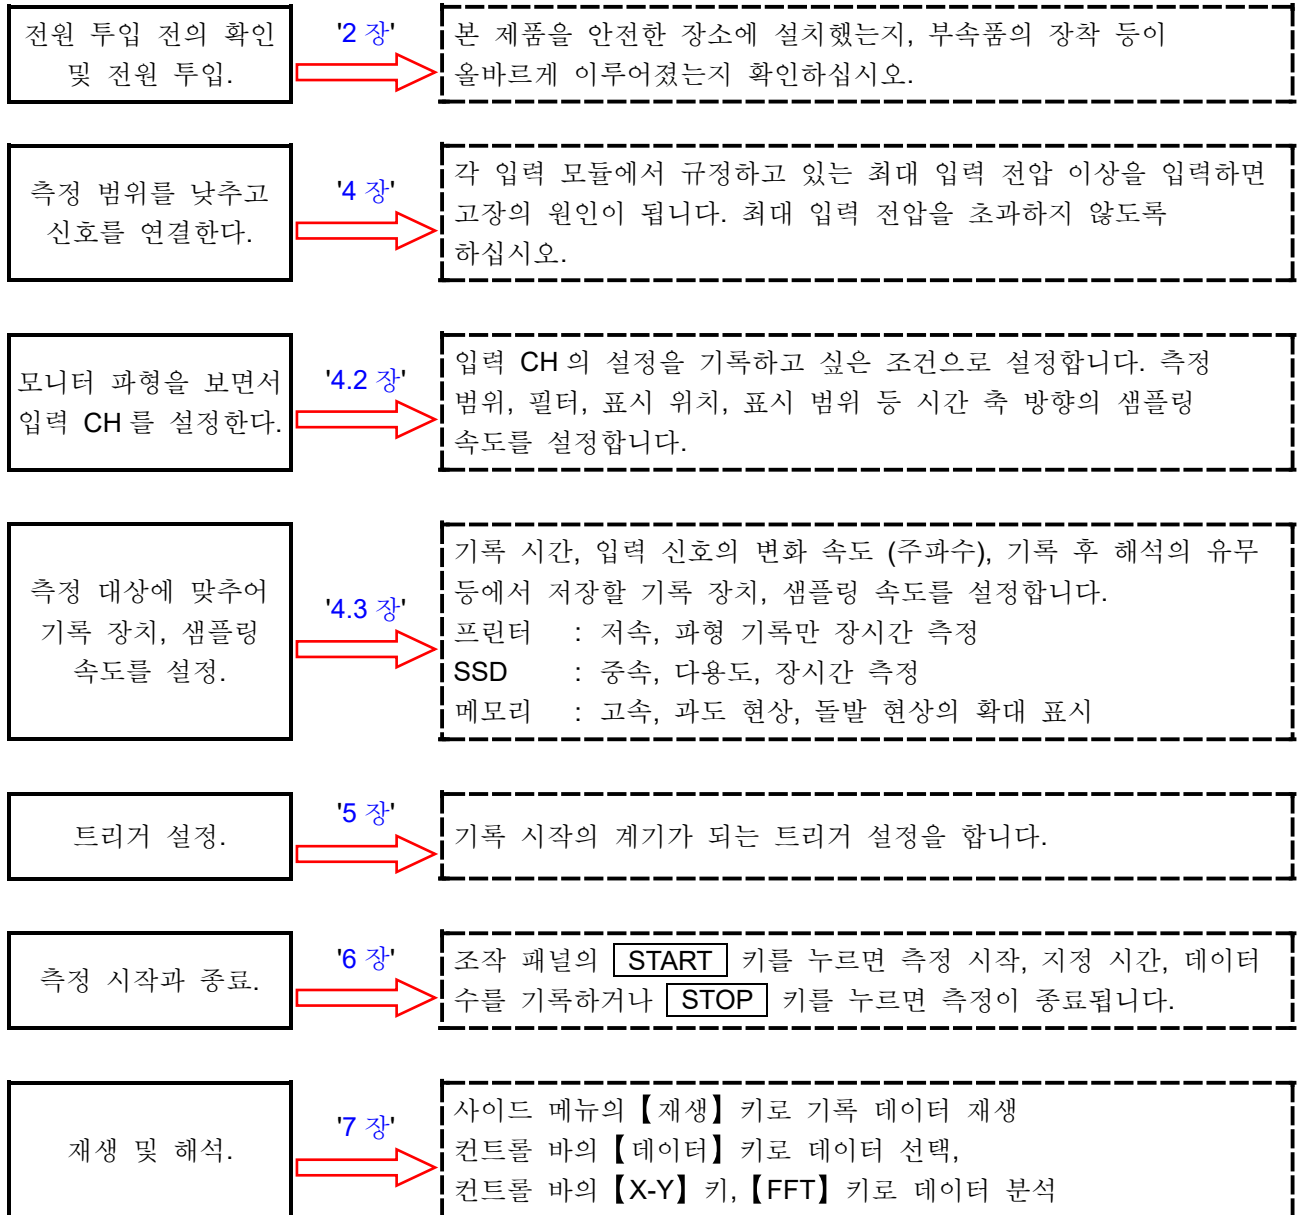 전원 투입 전의 확인
및 전원 투입.
'2 장'
본 제품을 안전한 장소에 설치했는지, 부속품의 장착 등이
올바르게 이루어졌는지 확인하십시오.
측정 범위를 낮추고
신호를 연결한다.
'4 장'
각 입력 모듈에서 규정하고 있는 최대 입력 전압 이상을 입력하면
고장의 원인이 됩니다. 최대 입력 전압을 초과하지 않도록
하십시오.
모니터 파형을 보면서
입력 CH 를 설정한다.
'4.2 장'
입력 CH 의 설정을 기록하고 싶은 조건으로 설정합니다. 측정
범위, 필터, 표시 위치, 표시 범위 등 시간 축 방향의 샘플링
속도를 설정합니다.
측정 대상에 맞추어
기록 장치, 샘플링
속도를 설정.
'4.3 장'
기록 시간, 입력 신호의 변화 속도 (주파수), 기록 후 해석의 유무
등에서 저장할 기록 장치, 샘플링 속도를 설정합니다.
프린터 : 저속, 파형 기록만 장시간 측정
SSD : 중속, 다용도, 장시간 측정
메모리 : 고속, 과도 현상, 돌발 현상의 확대 표시
트리거 설정.
'5 장'
기록 시작의 계기가 되는 트리거 설정을 합니다.
측정 시작과 종료.
'6 장'
조작 패널의 START 키를 누르면 측정 시작, 지정 시간, 데이터
수를 기록하거나 STOP 키를 누르면 측정이 종료됩니다.
재생 및 해석.
'7 장'
사이드 메뉴의【재생】키로 기록 데이터 재생
컨트롤 바의【데이터】키로 데이터 선택,
컨트롤 바의【X-Y】키,【FFT】키로 데이터 분석